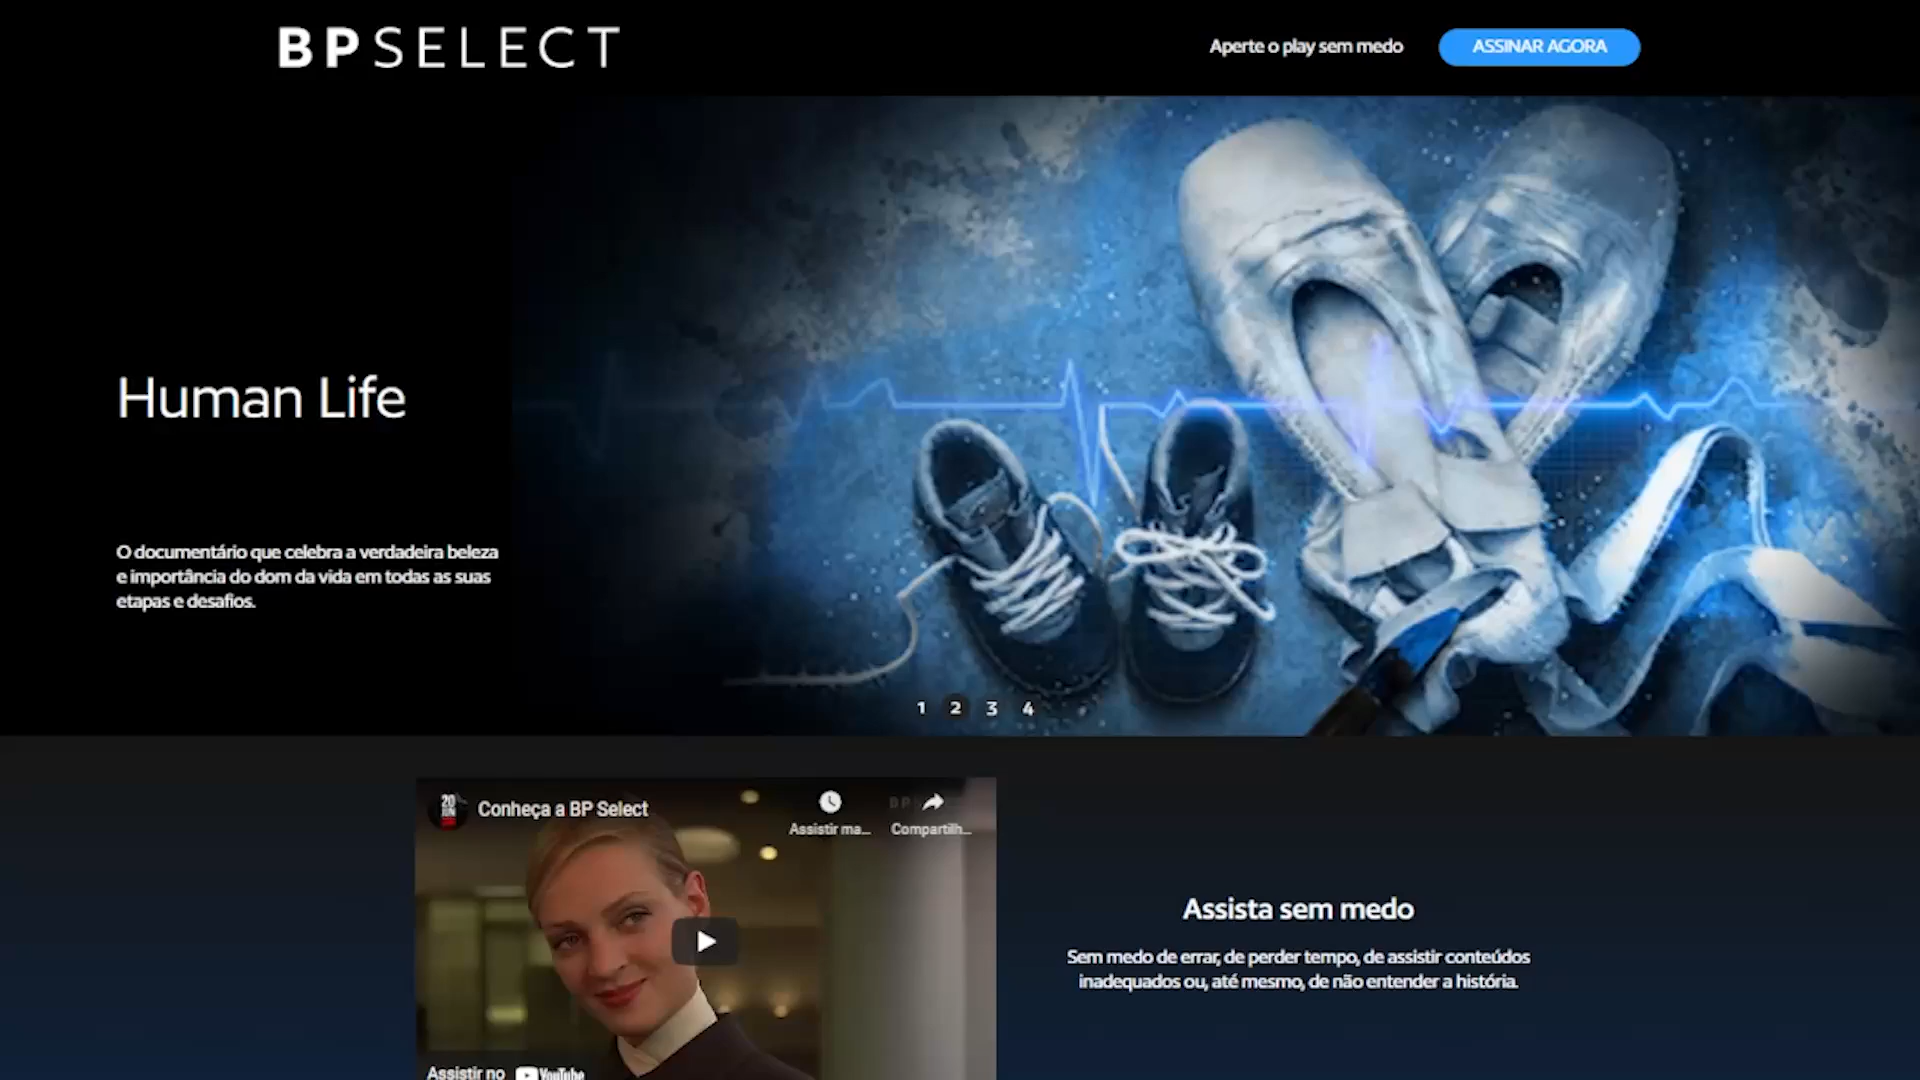 BPSELECT
Aperte o play sem medo
ASSINAR AGORA
Human Life
O documentário que celebra a verdadeira beleza
e importância do dom da vida em todas as suas
etapas e desafios.
1 2 3 4
20
Conheça a BP Select
BP
Assistir ma...
Compartilh...
Assista sem medo
Sem medo de errar, de perder tempo, de assistir conteúdos
inadequados ou, até mesmo, de não entender a história.
Assistir no YouTube